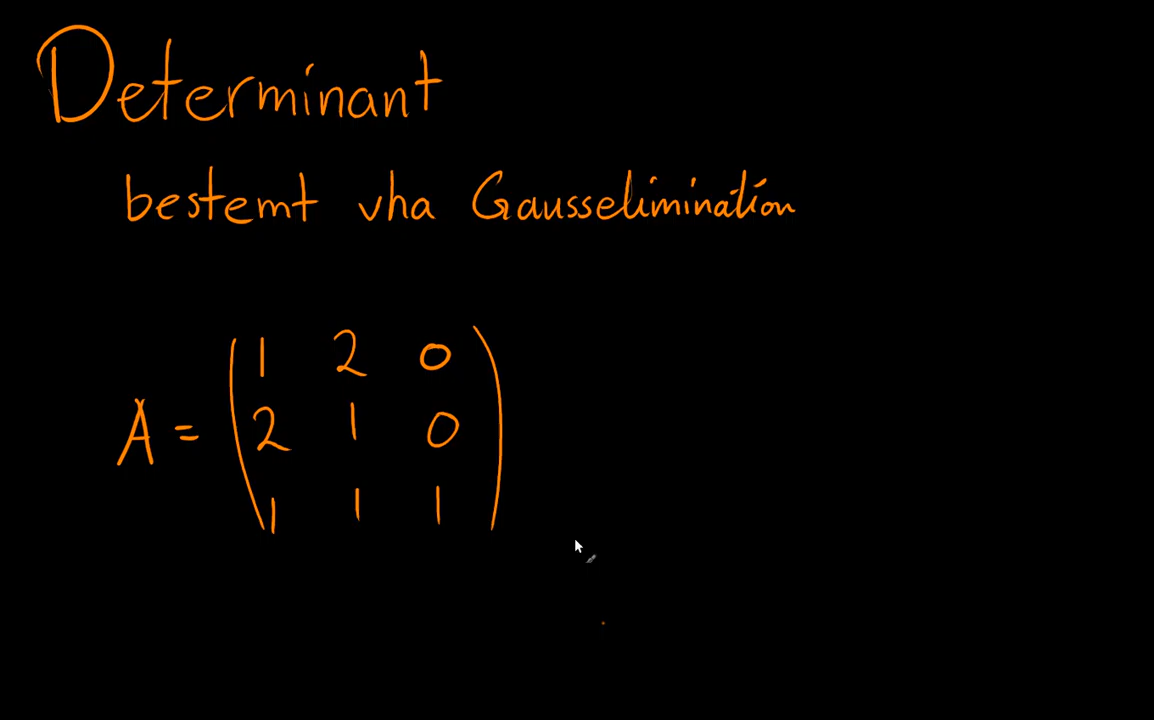 Determinant
bestemt vha Gausselimination
A = (1 2 0
2 1 0
1 1 1)